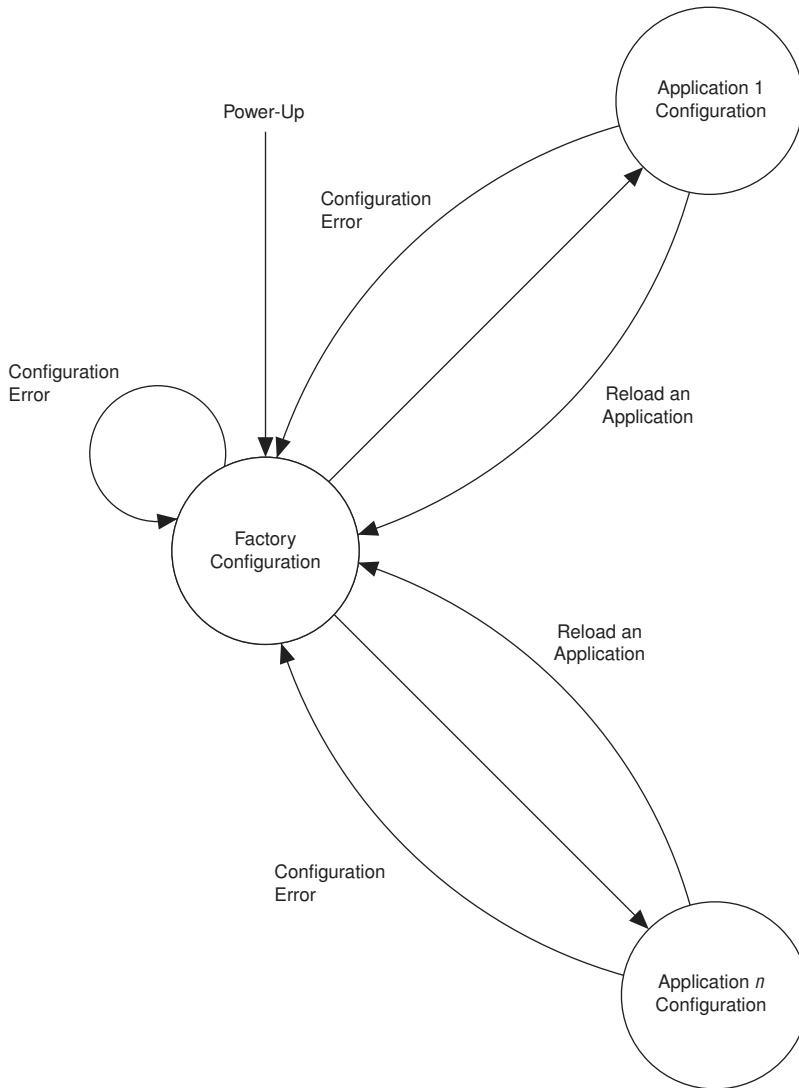 Application 1
Configuration
Power-Up
Configuration
Error
Configuration
Error
Reload an
Application
Factory
Configuration
Reload an
Application
Configuration
Error
Application n
Configuration